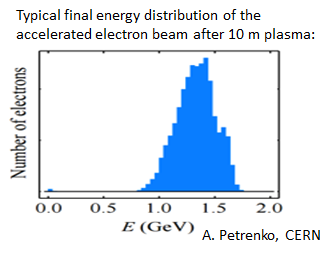 Typical final energy distribution of the
accelerated electron beam after 10 m plasma:
Number of electrons
0.0 0.5 1.0 1.5 2.0
E (GeV)
A. Petrenko, CERN